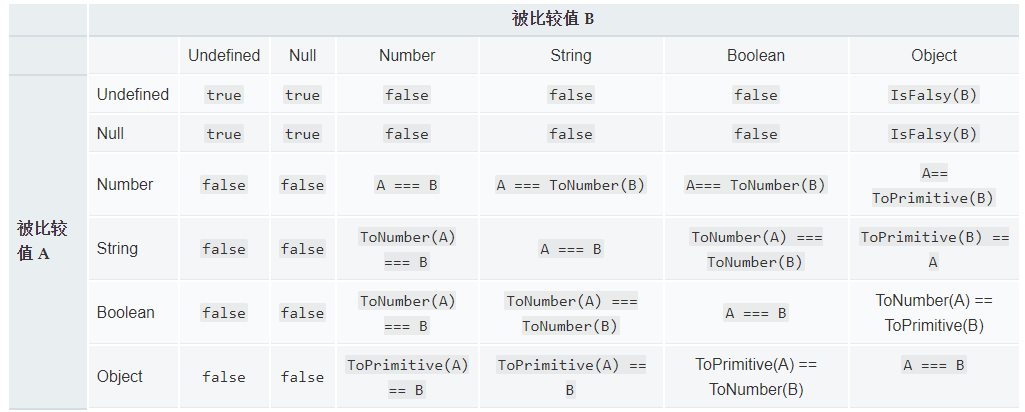 被比较值 B
Undefined Null Number String Boolean Object
被比较值 A
Undefined true true false false false IsFalsy(B)
Null true true false false false IsFalsy(B)
Number false false A === B A === ToNumber(B) A=== ToNumber(B) A== ToPrimitive(B)
String false false ToNumber(A) === B A === B ToNumber(A) === ToNumber(B) ToPrimitive(B) == A
Boolean false false ToNumber(A) === B ToNumber(A) === ToNumber(B) A === B ToNumber(A) == ToPrimitive(B)
Object false false ToPrimitive(A) == B ToPrimitive(A) == B ToPrimitive(A) == ToNumber(B) A === B